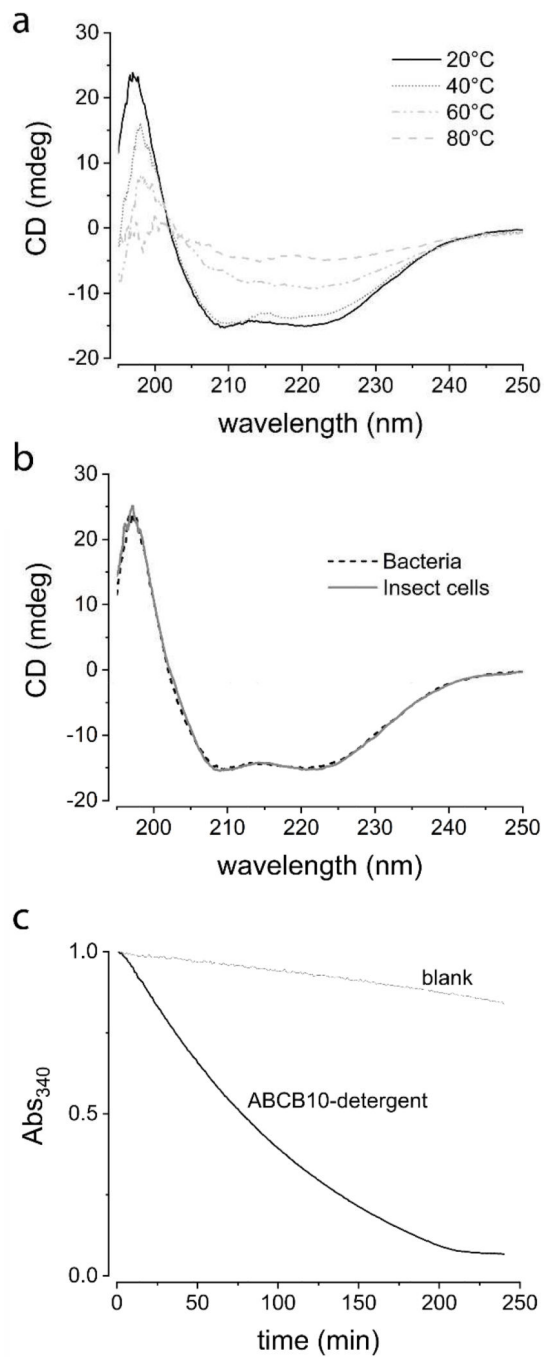 a
30
20
10
0
-10
-20
CD (mdeg)
20°C
40°C
60°C
80°C
200 210 220 230 240 250
wavelength (nm)
b
30
20
10
0
-10
-20
CD (mdeg)
Bacteria
Insect cells
200 210 220 230 240 250
wavelength (nm)
c
1.0
0.5
0.0
Abs340
blank
ABCB10-detergent
0 50 100 150 200 250
time (min)